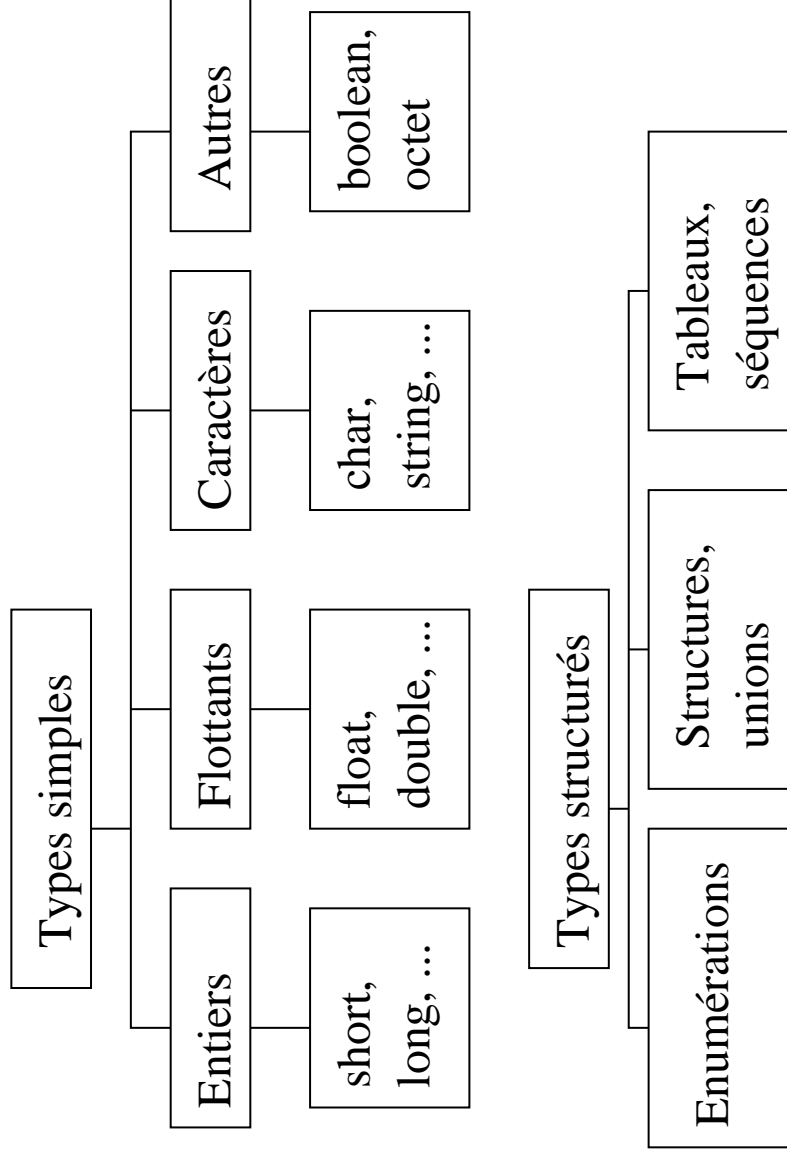 Types simples
Entiers
Flottants
Caractères
Autres
short,
long, ...
float,
double, ...
char,
string, ...
boolean,
octet
Types structurés
Enumérations
Structures,
unions
Tableaux,
séquences